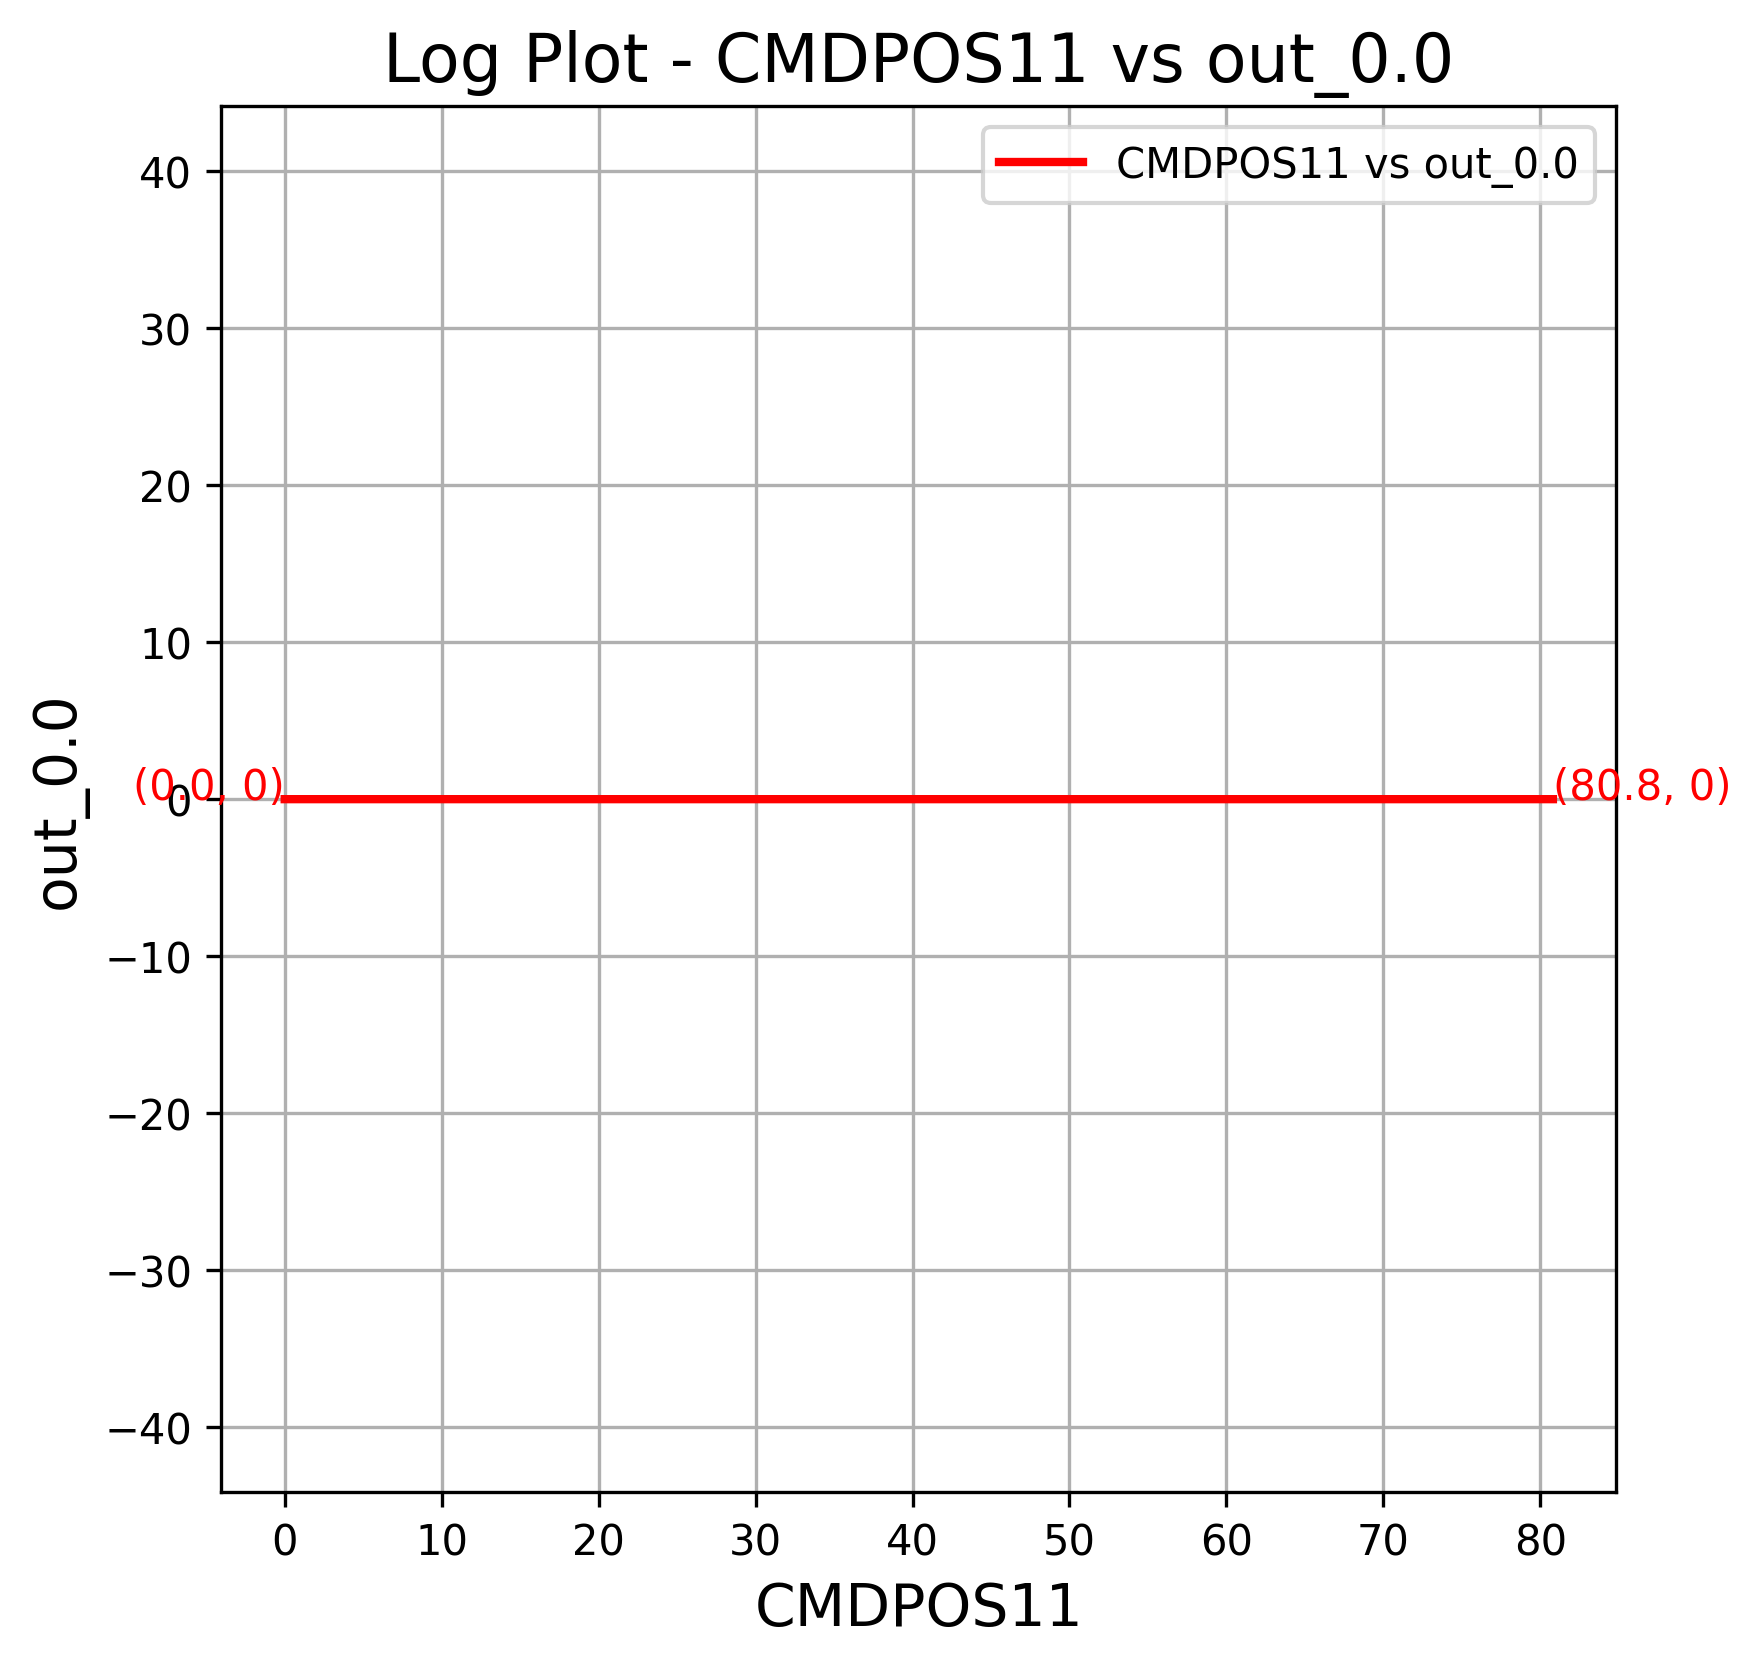 Log Plot - CMDPOS11 vs out_0.0
CMDPOS11 vs out_0.0
40
30
20
10
0
−10
−20
−30
−40
out_0.0
(0.0, 0)
(80.8, 0)
0 10 20 30 40 50 60 70 80
CMDPOS11